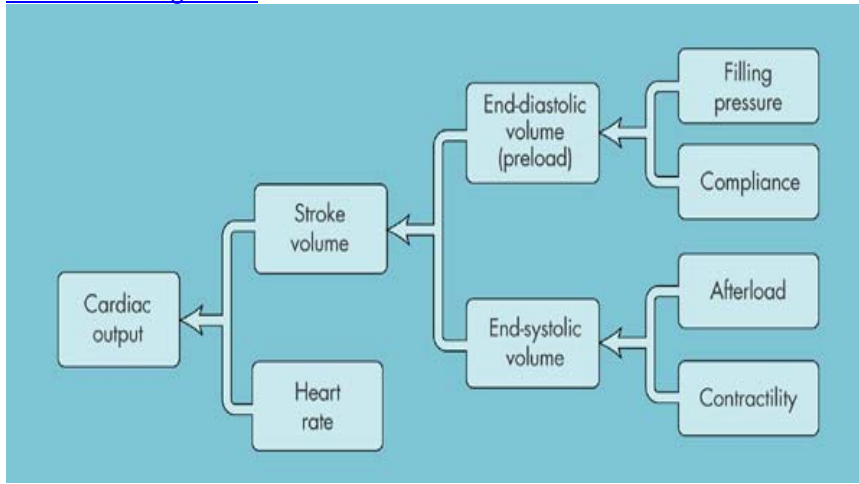 Filling
pressure
End-diastolic
volume
(preload)
Compliance
Stroke
volume
Afterload
Cardiac
output
End-systolic
volume
Heart
rate
Contractility